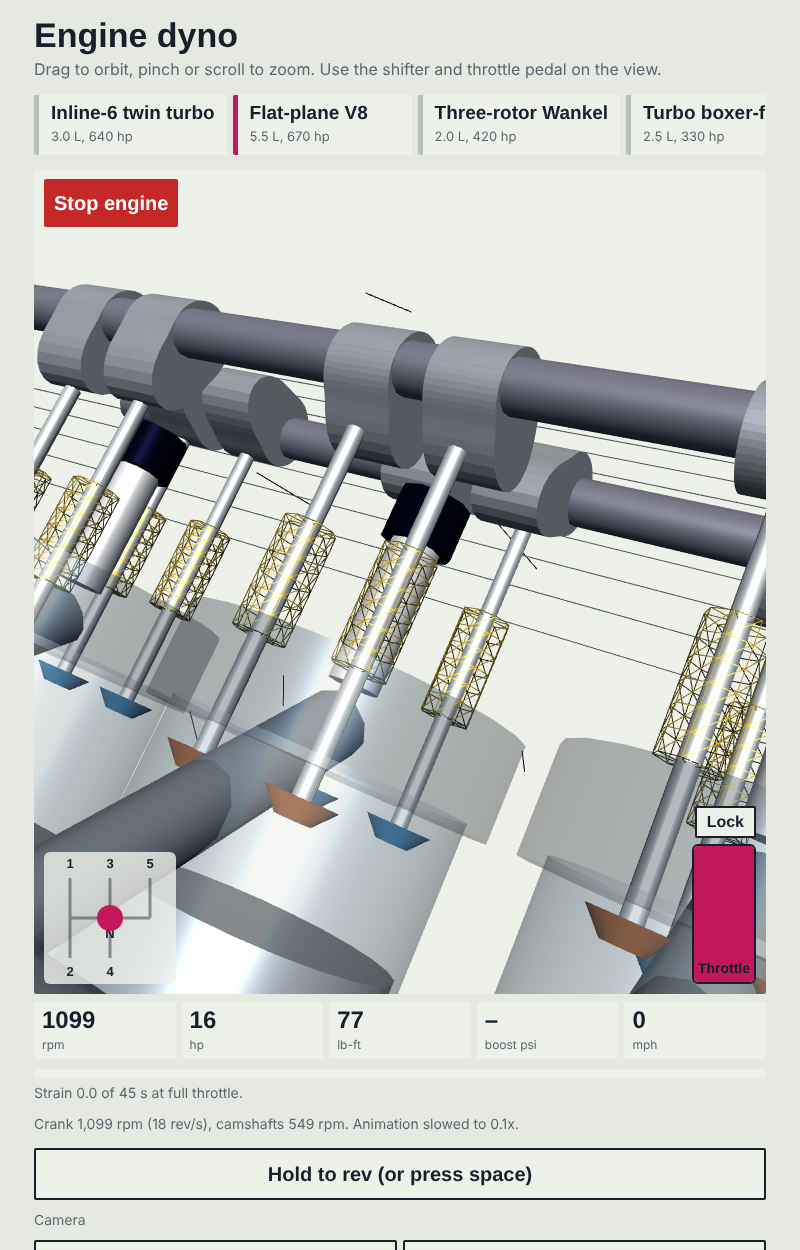 Engine dyno
Drag to orbit, pinch or scroll to zoom. Use the shifter and throttle pedal on the view.
Inline-6 twin turbo
3.0 L, 640 hp
Flat-plane V8
5.5 L, 670 hp
Three-rotor Wankel
2.0 L, 420 hp
Turbo boxer-f
2.5 L, 330 hp
Stop engine
Lock
1 3 5
N
2 4
Throttle
1099
rpm
16
hp
77
lb-ft
–
boost psi
0
mph
Strain 0.0 of 45 s at full throttle.
Crank 1,099 rpm (18 rev/s), camshafts 549 rpm. Animation slowed to 0.1x.
Hold to rev (or press space)
Camera